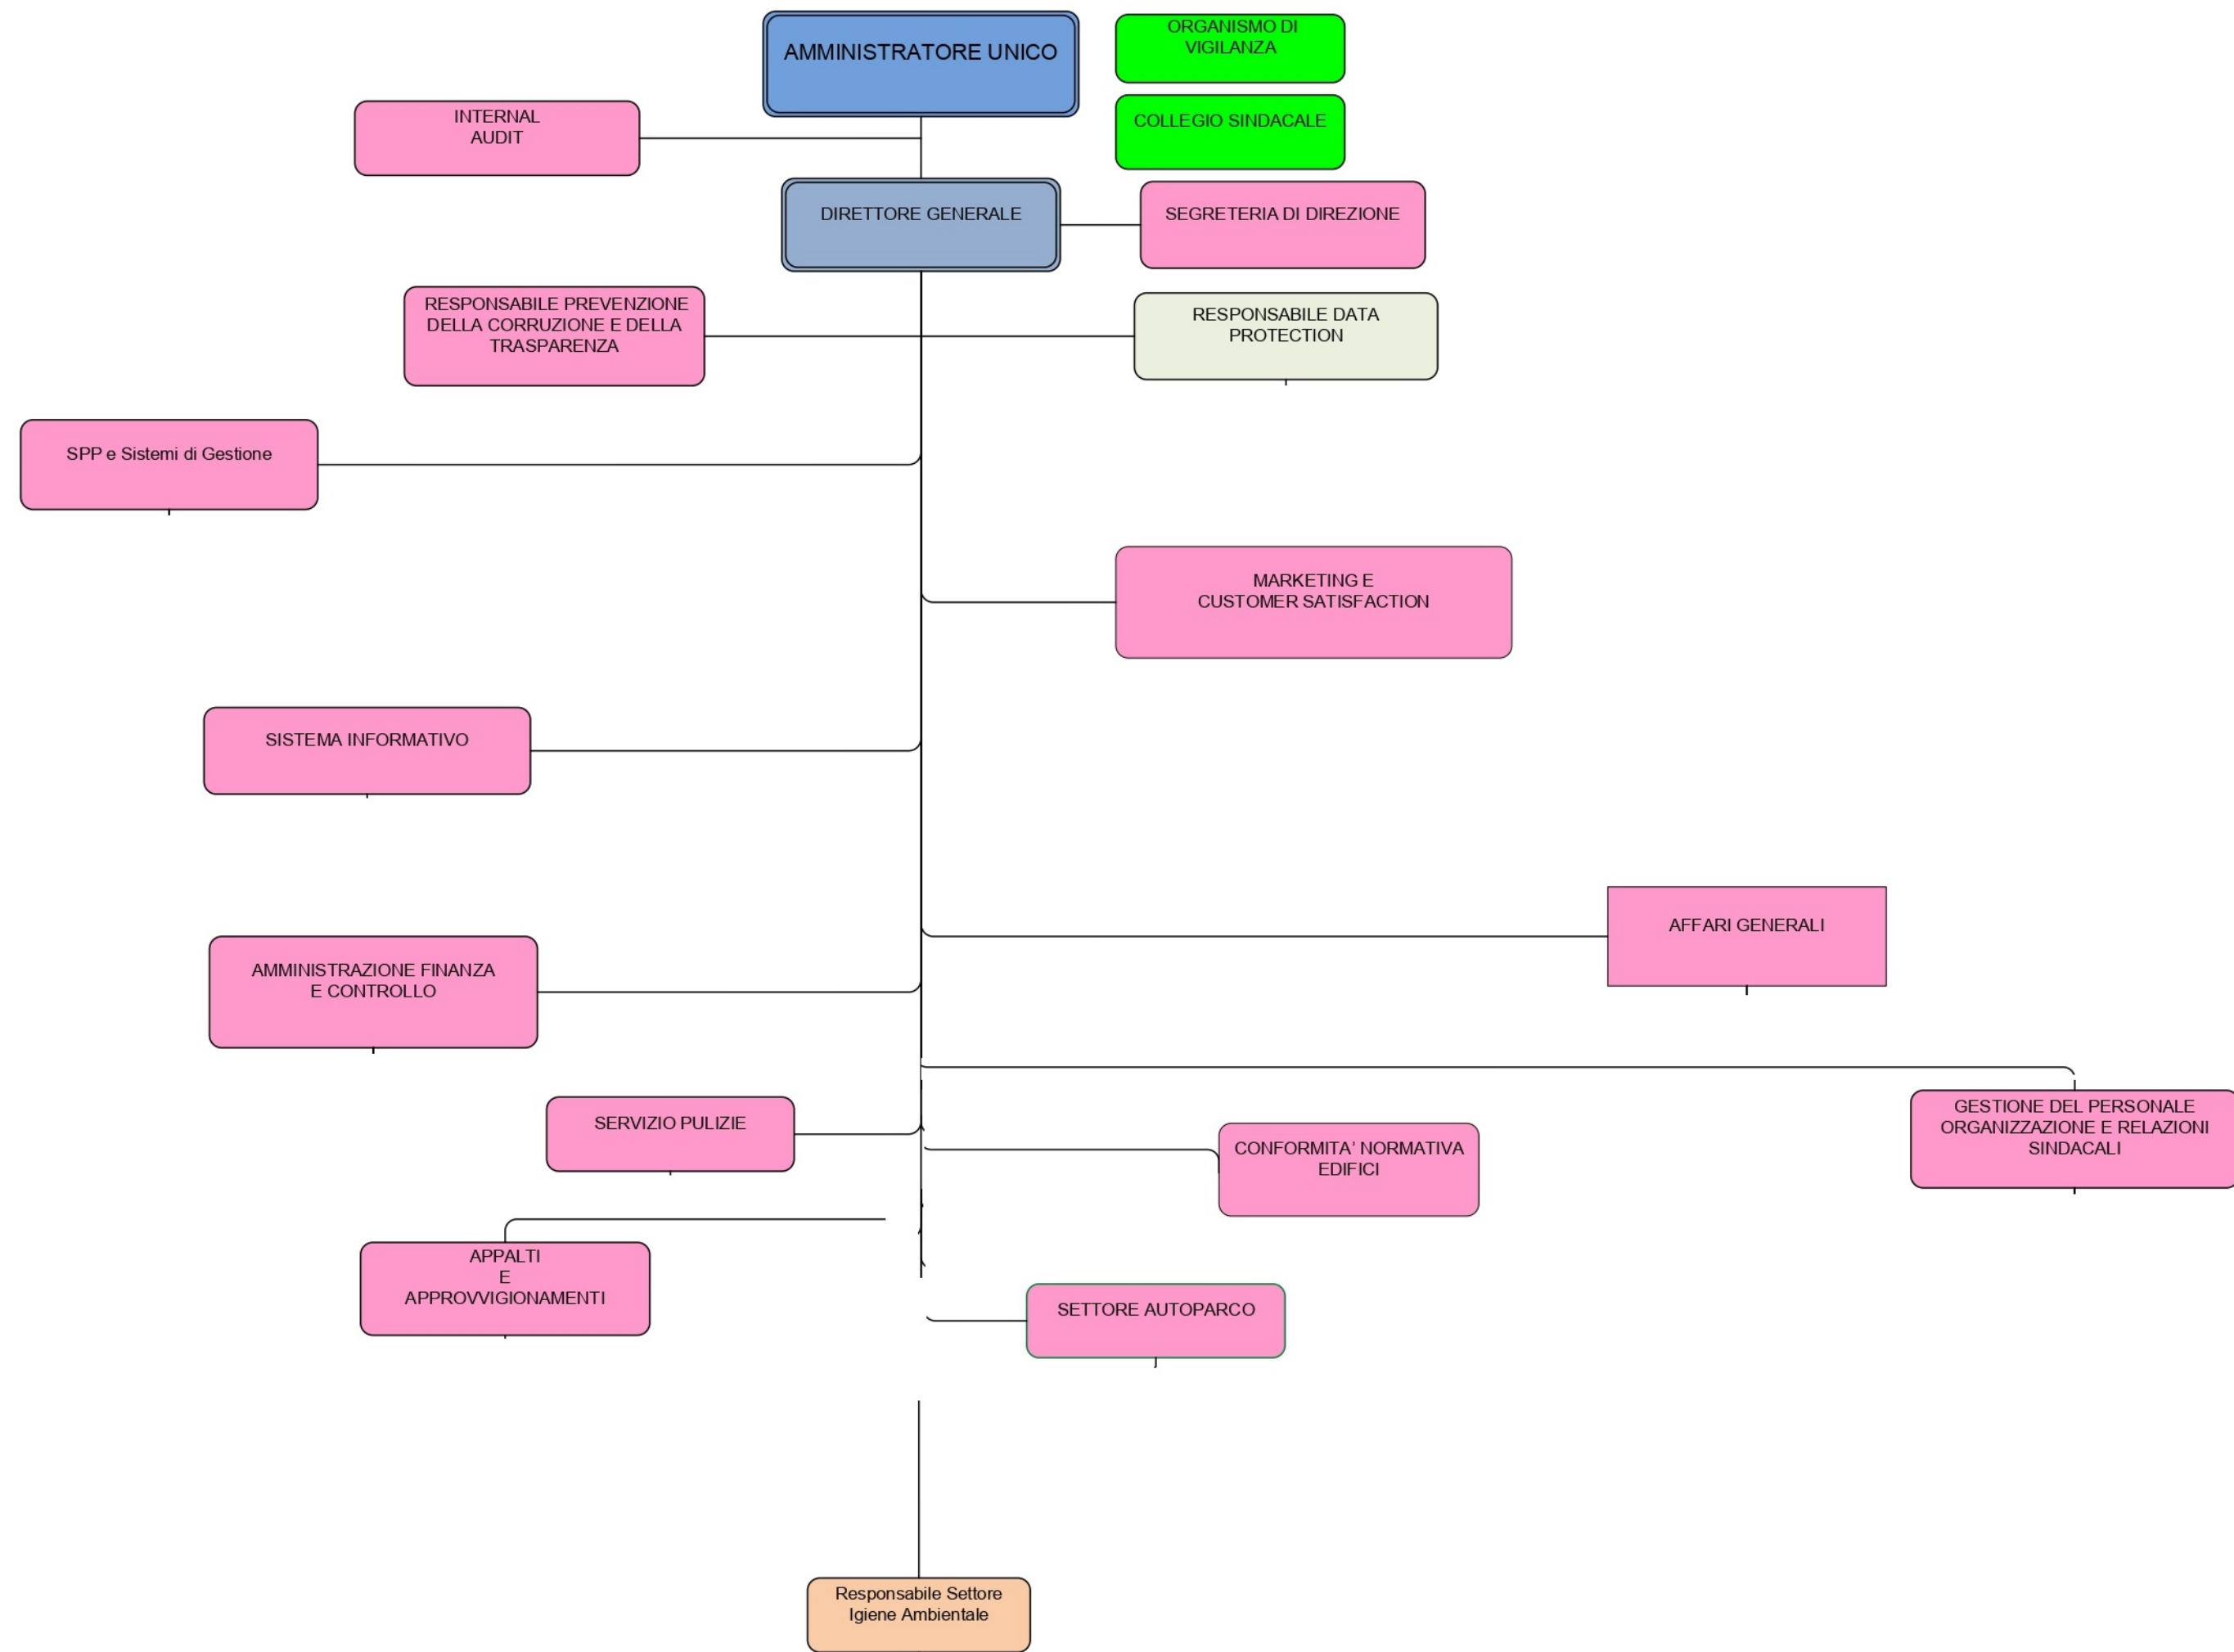 AMMINISTRATORE UNICO
ORGANISMO DI
VIGILANZA
INTERNAL
AUDIT
COLLEGIO SINDACALE
DIRETTORE GENERALE
SEGRETERIA DI DIREZIONE
RESPONSABILE PREVENZIONE
DELLA CORRUZIONE E DELLA
TRASPARENZA
RESPONSABILE DATA
PROTECTION
SPP e Sistemi di Gestione
MARKETING E
CUSTOMER SATISFACTION
SISTEMA INFORMATIVO
AFFARI GENERALI
AMMINISTRAZIONE FINANZA
E CONTROLLO
SERVIZIO PULIZIE
CONFORMITA’ NORMATIVA
EDIFICI
GESTIONE DEL PERSONALE
ORGANIZZAZIONE E RELAZIONI
SINDACALI
APPALTI
E
APPROVVIGIONAMENTI
SETTORE AUTOPARCO
Responsabile Settore
Igiene Ambientale